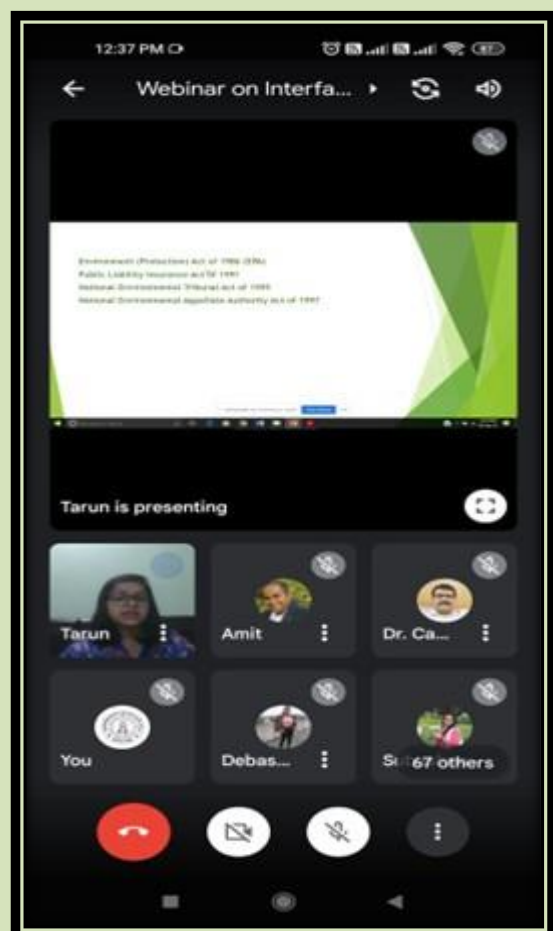 12:37 PM
87
Webinar on Interfa...
Environment (Protection) Act of 1986 (EPA)
Public Liability Insurance Act of 1991
National Environmental Tribunal Act of 1995
National Environmental Appellate Authority Act of 1997
Tarun is presenting
Tarun
Amit
Dr. Ca...
You
Debas...
67 others